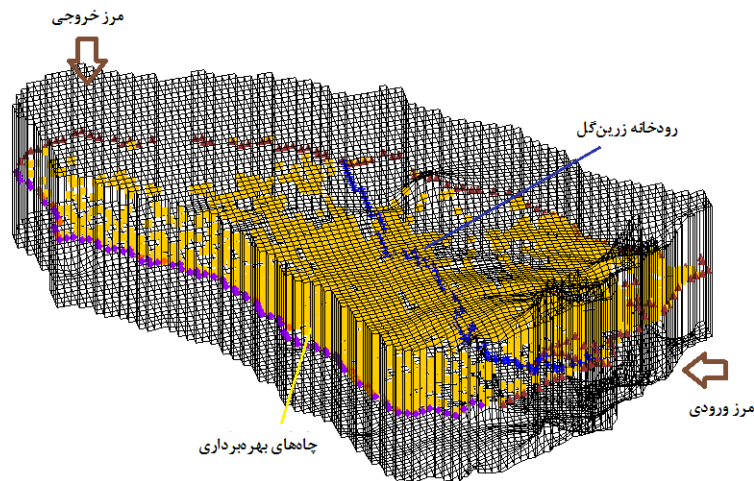 مرز خروجی
رودخانه زرین‌گل
مرز ورودی
چاه‌های بهره‌برداری